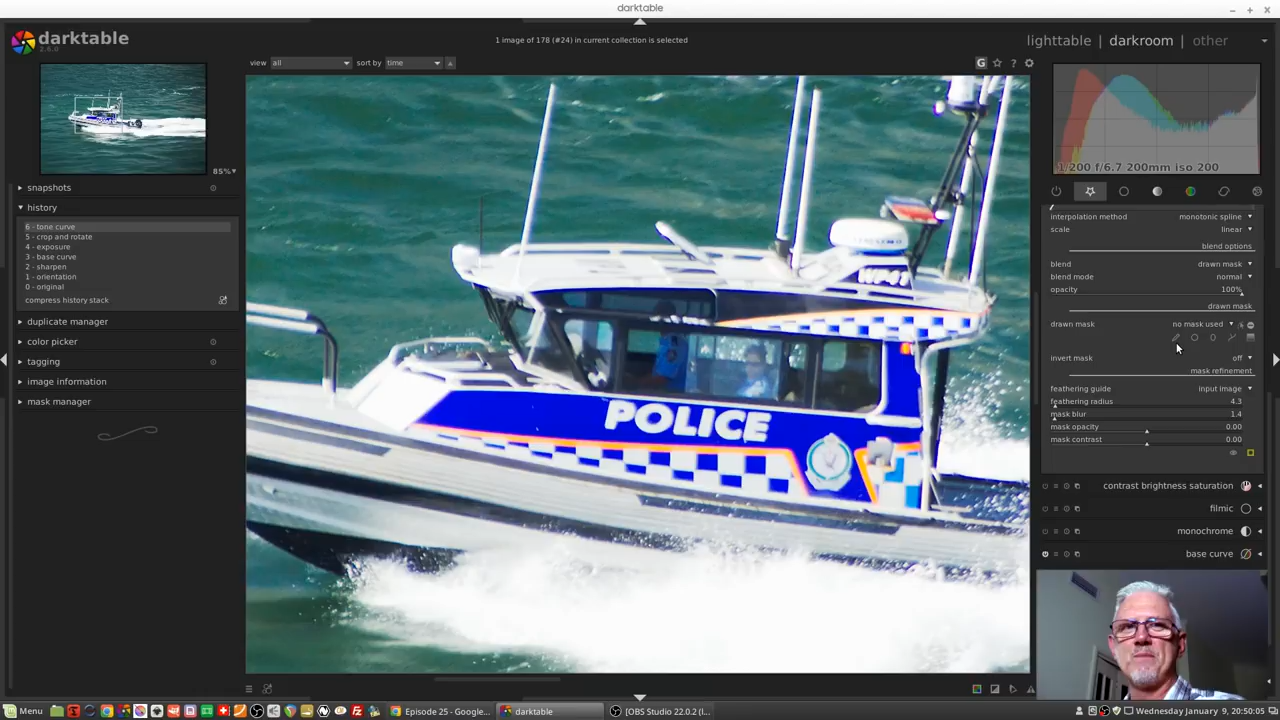 darktable
darktable
2.6.0
1 image of 178 (#24) in current collection is selected
lighttable | darkroom | other
view all sort by time
G ☆ ?
85%
1/200 f/6.7 200mm iso 200
snapshots
history
6 - tone curve
5 - crop and rotate
4 - exposure
3 - base curve
2 - sharpen
1 - orientation
0 - original
compress history stack
duplicate manager
color picker
tagging
image information
mask manager
WP41
POLICE
interpolation method monotonic spline
scale linear
blend options
blend drawn mask
blend mode normal
opacity 100%
drawn mask
drawn mask no mask used
invert mask off
mask refinement
feathering guide input image
feathering radius 4.3
mask blur 1.4
mask opacity 0.00
mask contrast 0.00
contrast brightness saturation
filmic
monochrome
base curve
Menu
Episode 25 - Google...
darktable
[OBS Studio 22.0.2 (l...
Wednesday January 9, 20:50:05